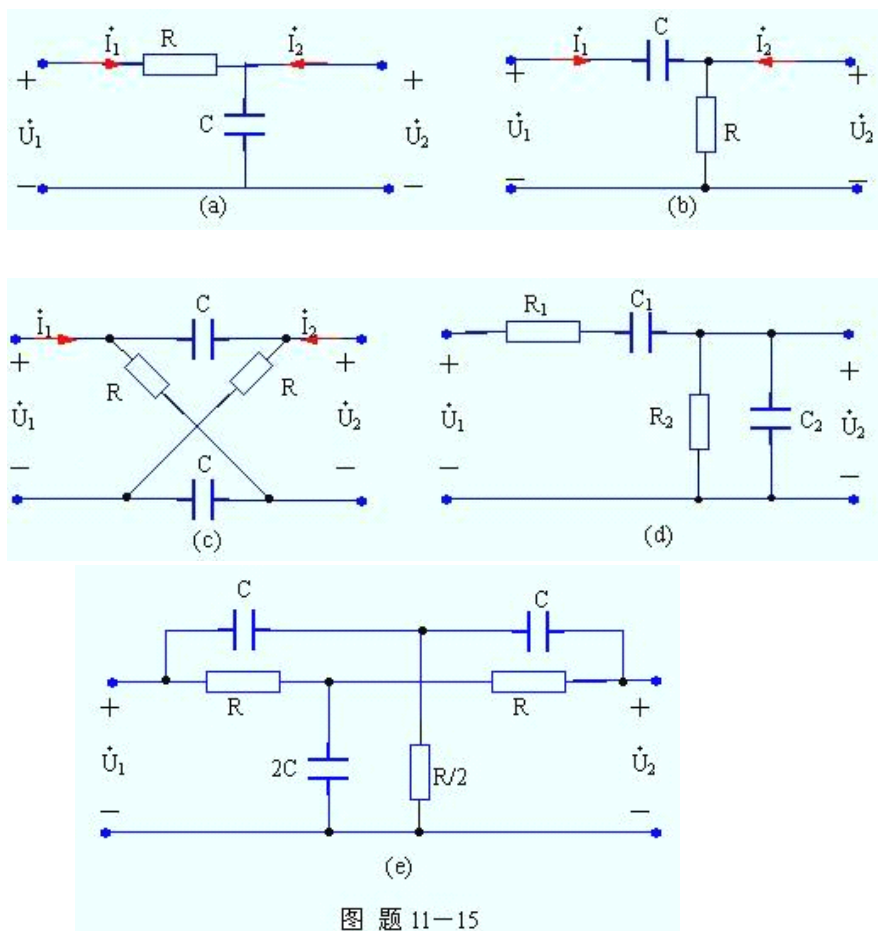 İ₁ R İ₂
+ +
U̇₁ C U̇₂
− −
(a)
C
İ₁ İ₂
+ +
U̇₁ R U̇₂
− −
(b)
C
İ₁ İ₂
+ R R +
U̇₁ U̇₂
− C −
(c)
R₁ C₁
+ +
U̇₁ R₂ C₂ U̇₂
− −
(d)
C C
R R
+ +
U̇₁ 2C R/2 U̇₂
− −
(e)
图 题 11－15